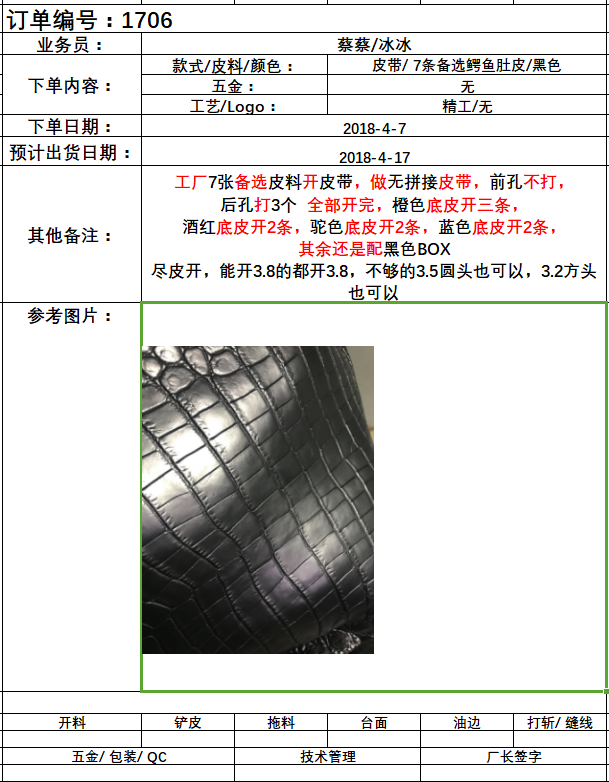 订单编号：1706
业务员：
蔡蔡/冰冰
下单内容：
款式/皮料/颜色：
皮带/ 7条备选鳄鱼肚皮/黑色
五金：
无
工艺/Logo：
精工/无
下单日期：
2018-4-7
预计出货日期：
2018-4-17
其他备注：
工厂7张备选皮料开皮带，做无拼接皮带，前孔不打，
后孔打3个 全部开完，橙色底皮开三条，
酒红底皮开2条，驼色底皮开2条，蓝色底皮开2条，
其余还是配黑色BOX
尽皮开，能开3.8的都开3.8，不够的3.5圆头也可以，3.2方头
也可以
参考图片：
开料
铲皮
拖料
台面
油边
打斩/ 缝线
五金/ 包装/ QC
技术管理
厂长签字